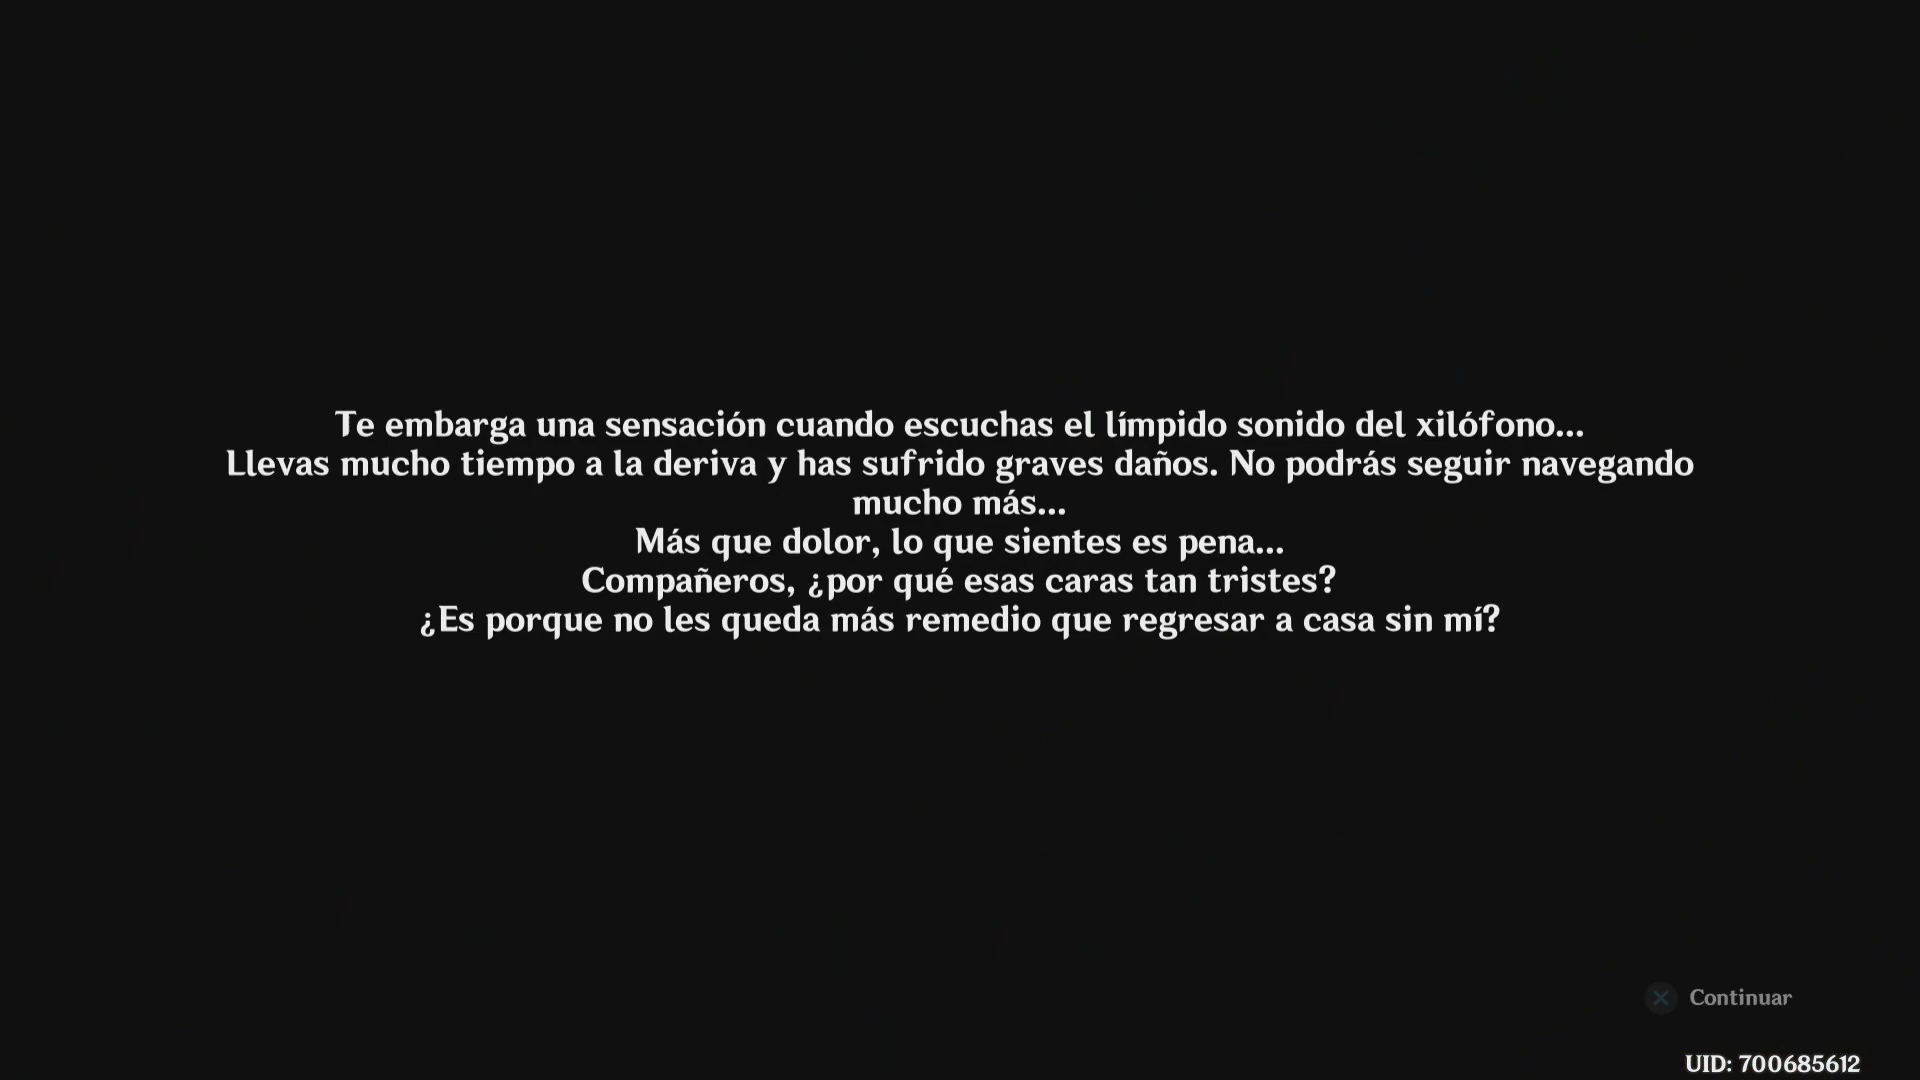 Te embarga una sensación cuando escuchas el límpido sonido del xilófono...
Llevas mucho tiempo a la deriva y has sufrido graves daños. No podrás seguir navegando
mucho más...
Más que dolor, lo que sientes es pena...
Compañeros, ¿por qué esas caras tan tristes?
¿Es porque no les queda más remedio que regresar a casa sin mí?
Continuar
UID: 700685612